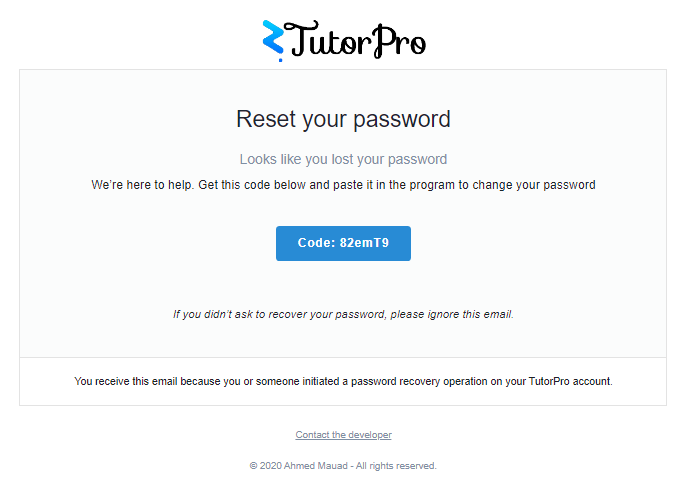 TutorPro
Reset your password
Looks like you lost your password
We're here to help. Get this code below and paste it in the program to change your password
Code: 82emT9
If you didn't ask to recover your password, please ignore this email.
You receive this email because you or someone initiated a password recovery operation on your TutorPro account.
Contact the developer
© 2020 Ahmed Mauad - All rights reserved.